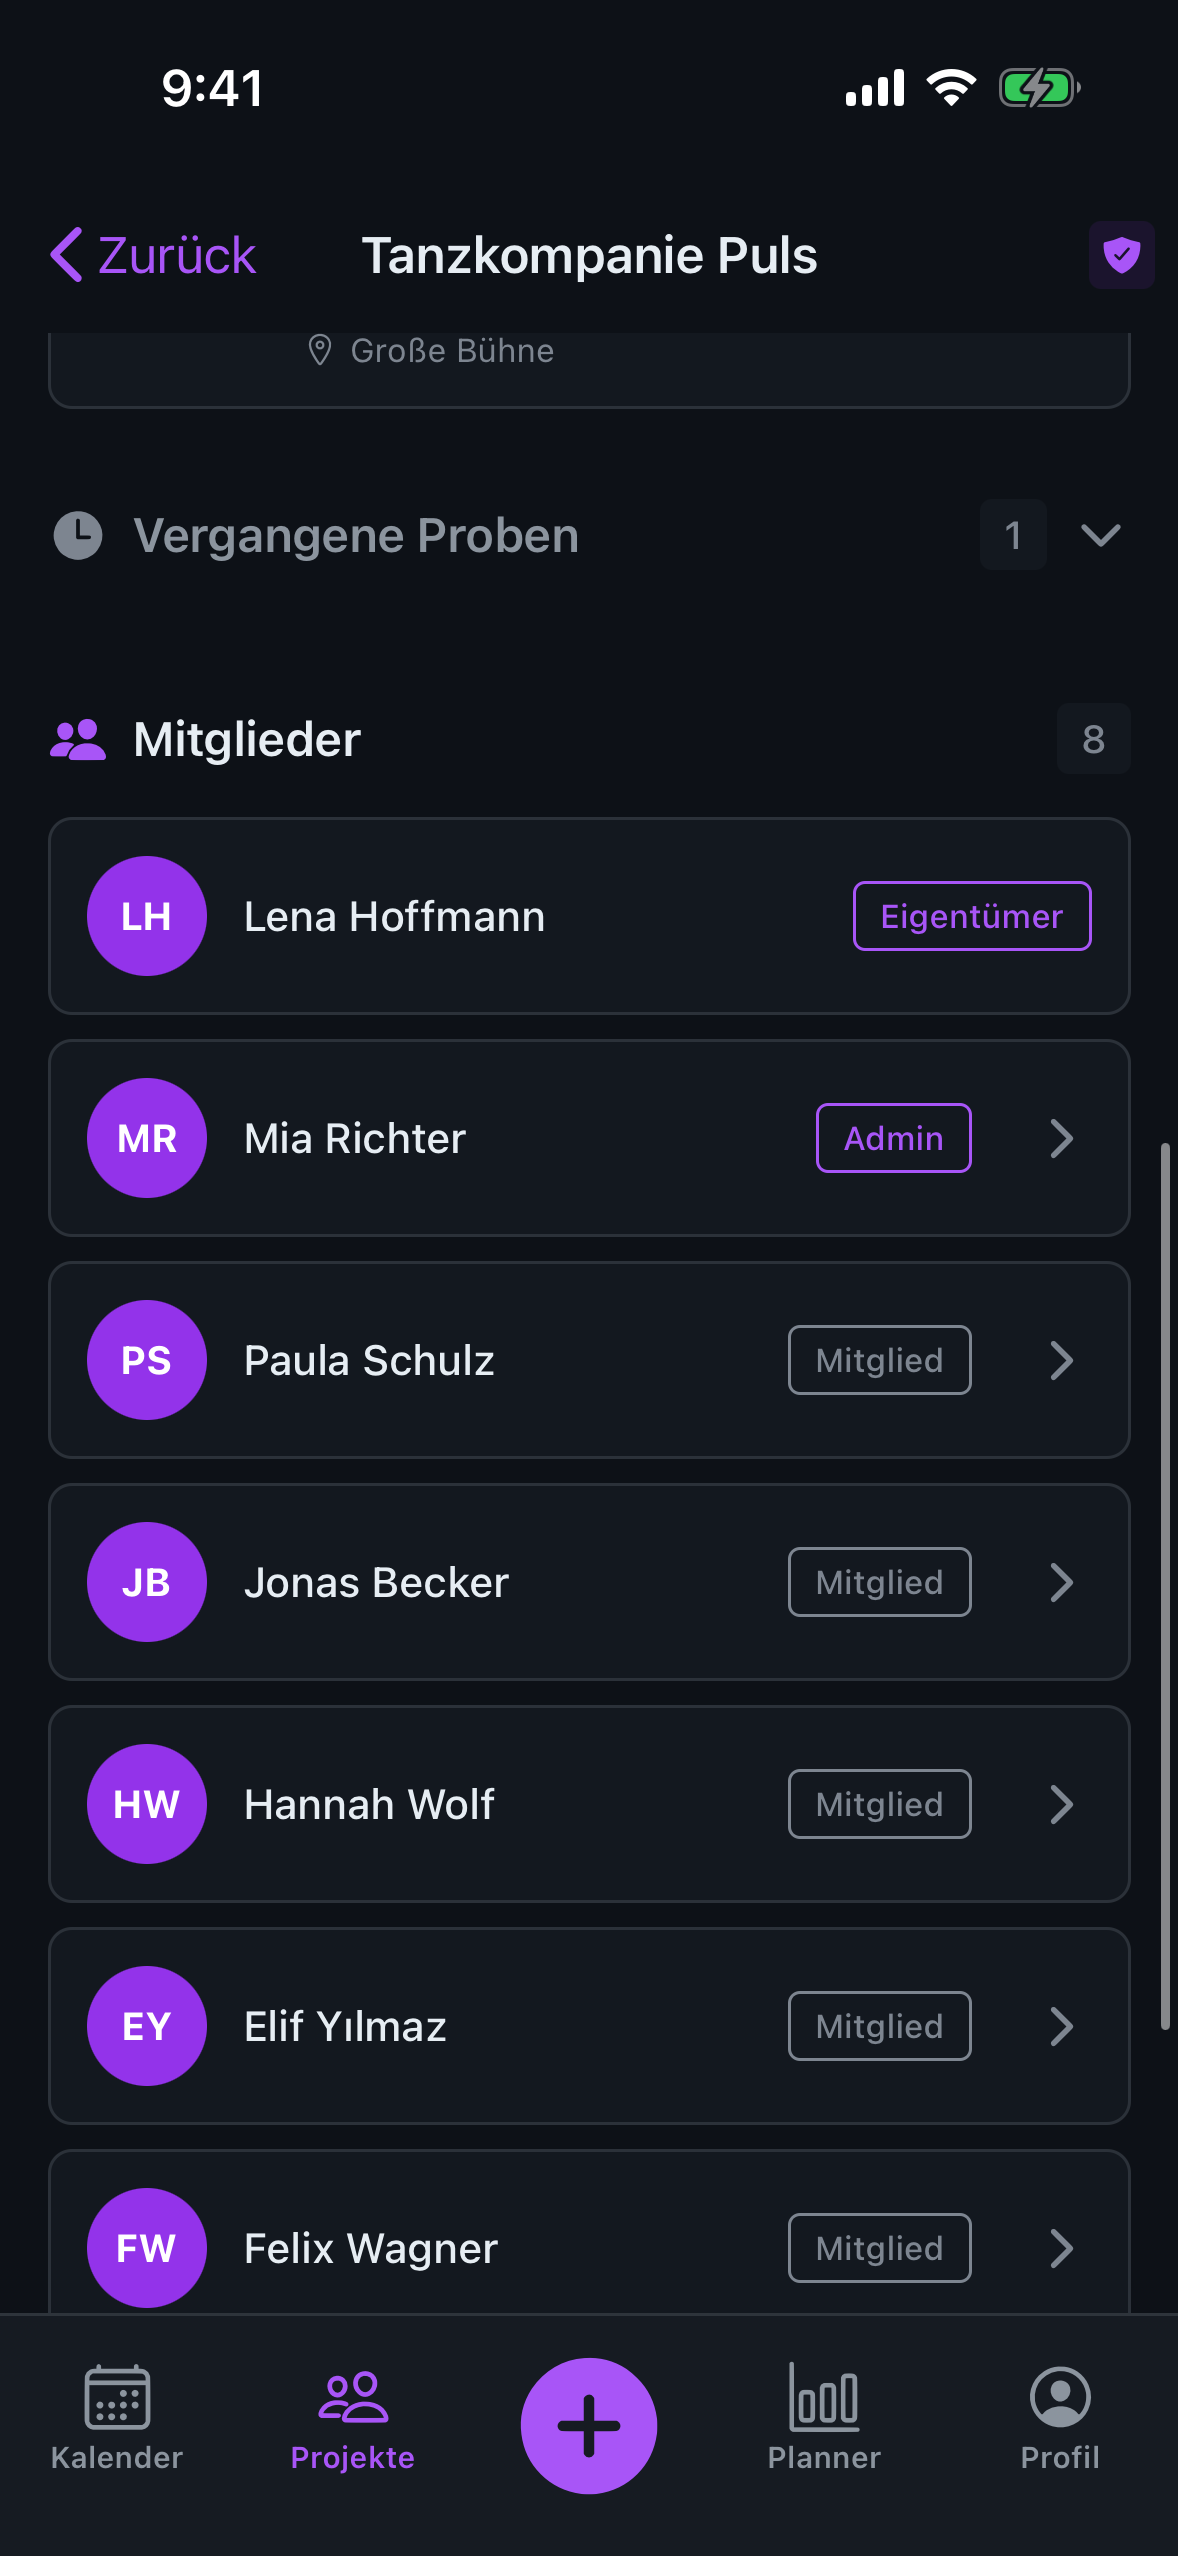 9:41
Zurück
Tanzkompanie Puls
Große Bühne
Vergangene Proben
1
Mitglieder
8
LH
Lena Hoffmann
Eigentümer
MR
Mia Richter
Admin
PS
Paula Schulz
Mitglied
JB
Jonas Becker
Mitglied
HW
Hannah Wolf
Mitglied
EY
Elif Yılmaz
Mitglied
FW
Felix Wagner
Mitglied
Kalender
Projekte
Planner
Profil